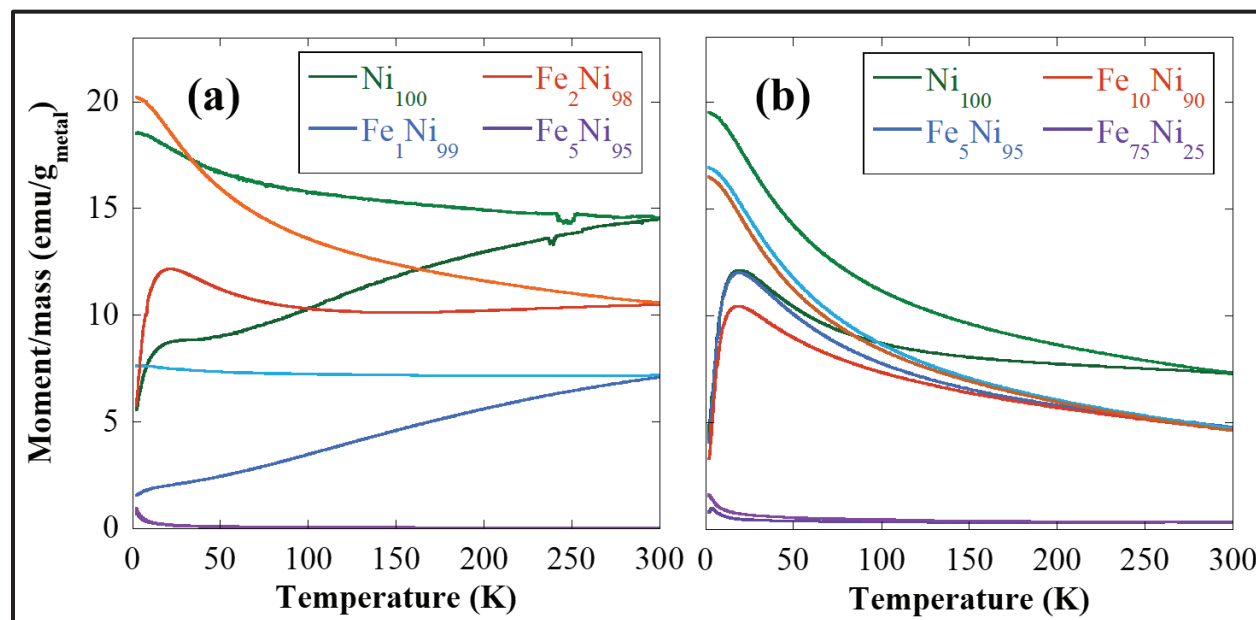 (a)
Ni100 Fe2Ni98
Fe1Ni99 Fe5Ni95
(b)
Ni100 Fe10Ni90
Fe5Ni95 Fe75Ni25
Moment/mass (emu/gmetal)
20
15
10
5
0
0 50 100 150 200 250 300
Temperature (K)
0 50 100 150 200 250 300
Temperature (K)